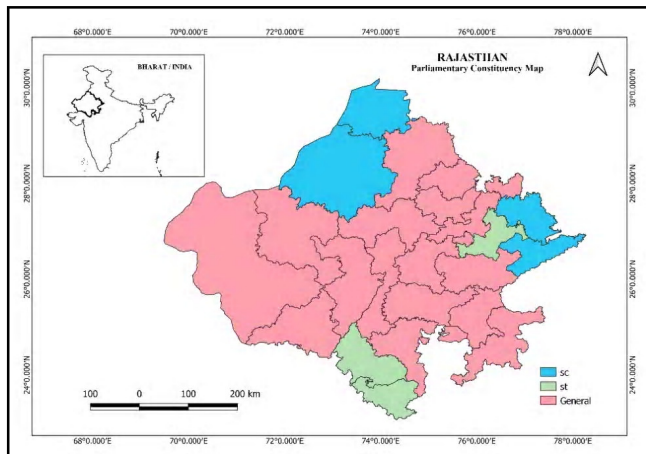 68°0.000'E 70°0.000'E 72°0.000'E 74°0.000'E 76°0.000'E 78°0.000'E
BHARAT / INDIA
RAJASTHAN
Parliamentary Constituency Map
30°0.000'N 30°0.000'N
28°0.000'N 28°0.000'N
26°0.000'N 26°0.000'N
24°0.000'N 24°0.000'N
sc
st
General
100 0 100 200 km
68°0.000'E 70°0.000'E 72°0.000'E 74°0.000'E 76°0.000'E 78°0.000'E